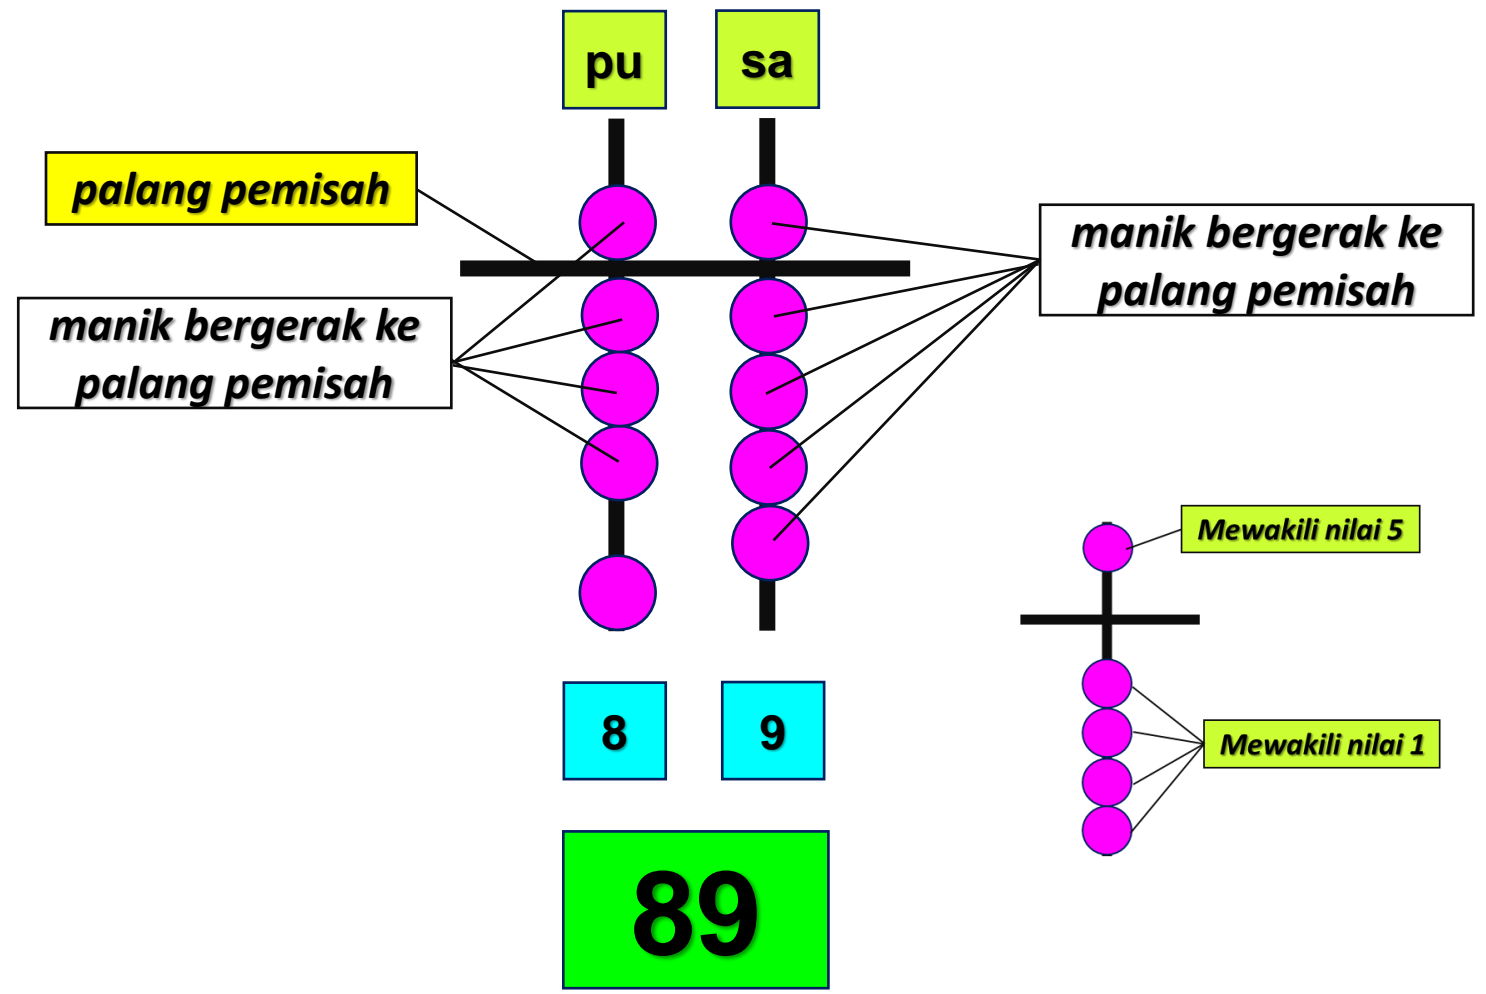 pu
sa
palang pemisah
manik bergerak ke
palang pemisah
manik bergerak ke
palang pemisah
Mewakili nilai 5
Mewakili nilai 1
8
9
89